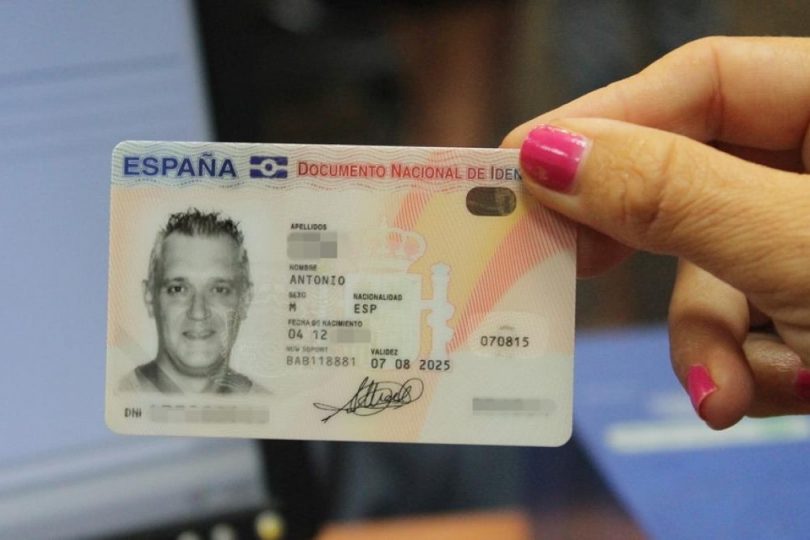 ESPAÑA DOCUMENTO NACIONAL DE IDEN
APELLIDOS
NOMBRE
ANTONIO
SEXO NACIONALIDAD
M ESP
FECHA DE NACIMIENTO
04 12
NUM SOPORT VALIDEZ
BAB118881 07 08 2025
070815
DNI